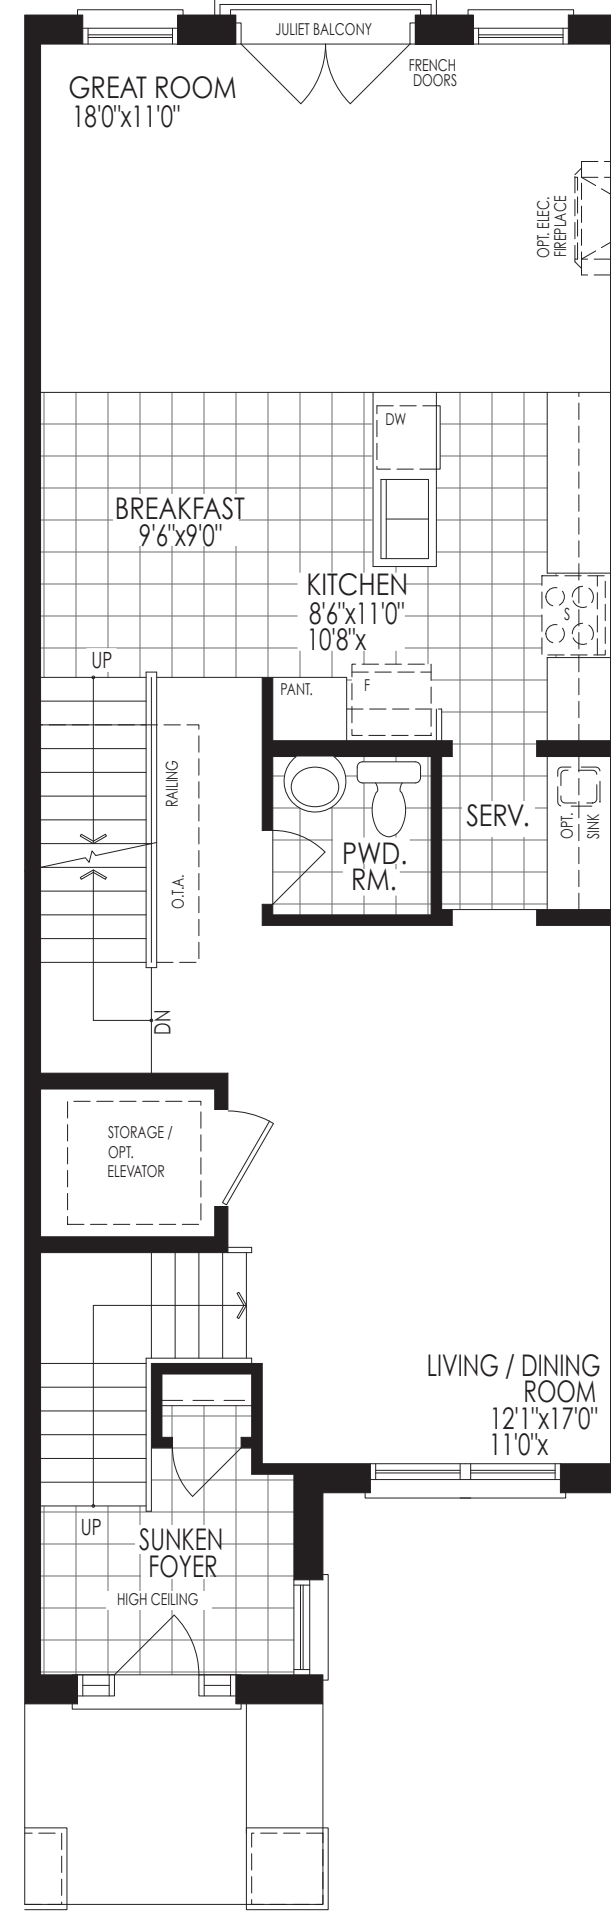 JULIET BALCONY
FRENCH
DOORS
GREAT ROOM
18'0"x11'0"
OPT. ELEC.
FIREPLACE
DW
BREAKFAST
9'6"x9'0"
KITCHEN
8'6"x11'0"
10'8"x
S
UP
PANT.
F
RAILING
O.T.A.
PWD.
RM.
SERV.
OPT.
SINK
DN
STORAGE /
OPT.
ELEVATOR
LIVING / DINING
ROOM
12'1"x17'0"
11'0"x
UP
SUNKEN
FOYER
HIGH CEILING